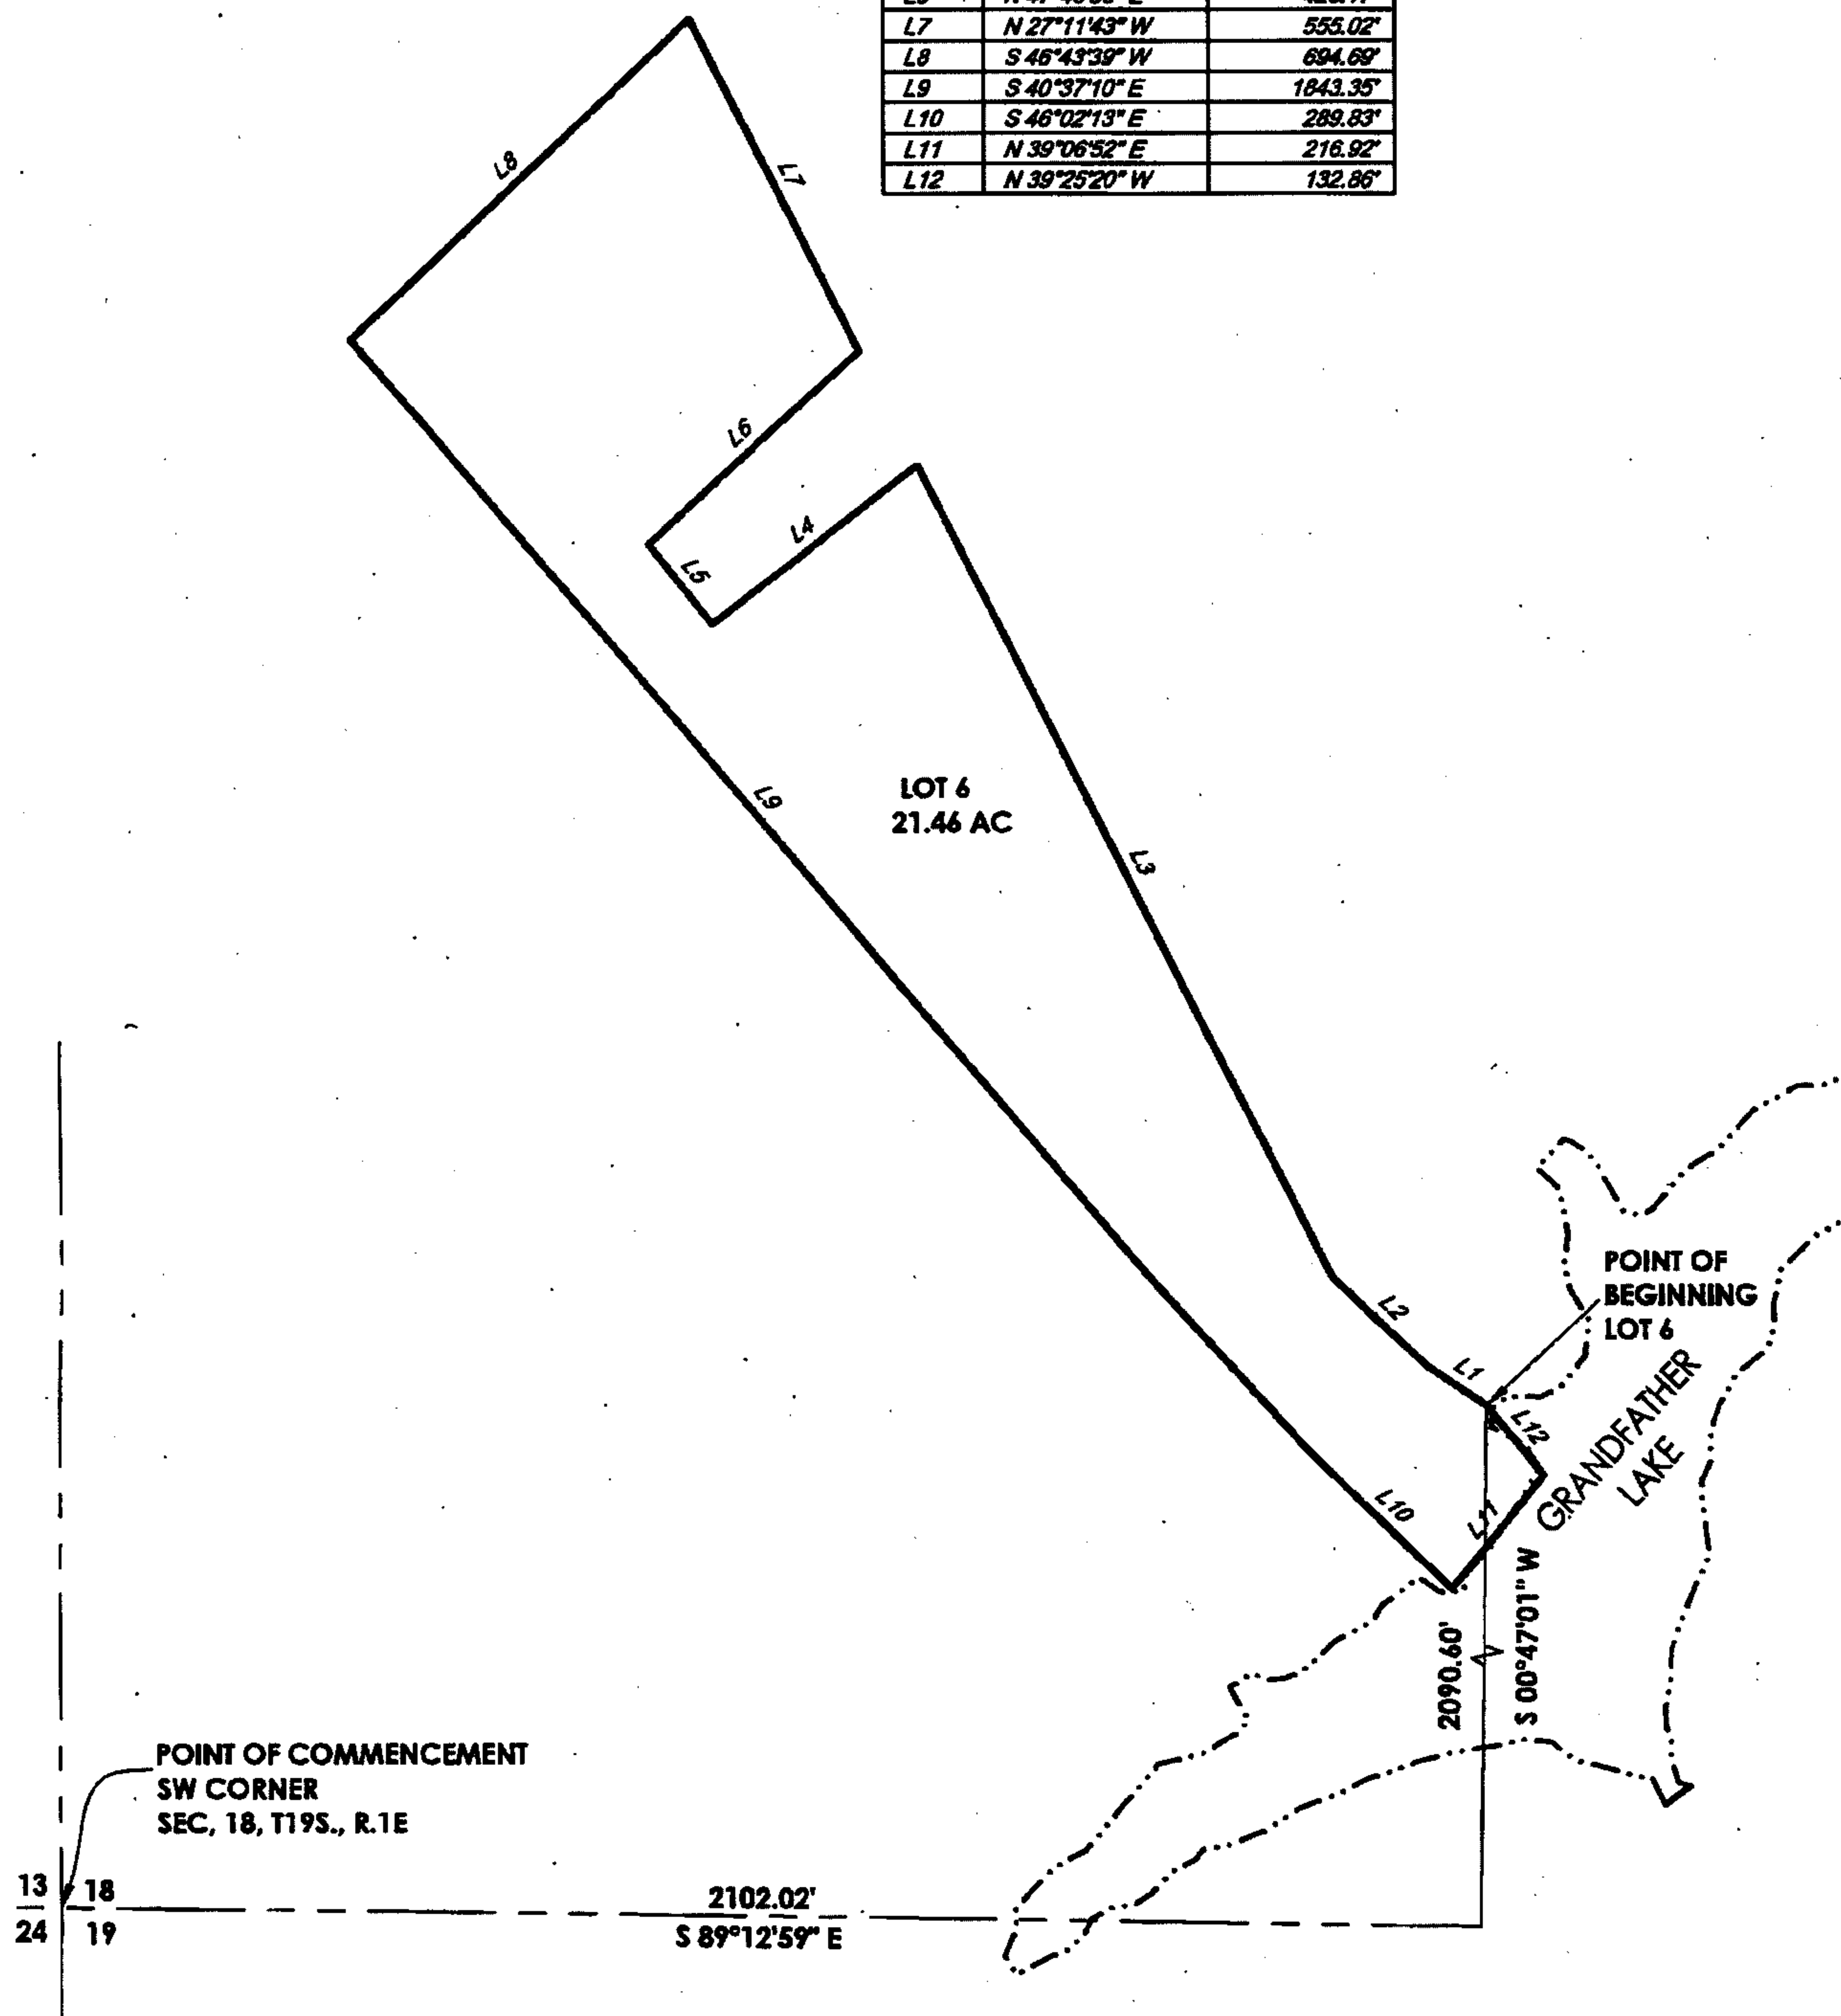 L7 N 27°11'43" W 555.02'
L8 S 46°43'39" W 694.69'
L9 S 40°37'10" E 1843.35'
L10 S 46°02'13" E 289.83'
L11 N 39°06'52" E 216.92'
L12 N 39°25'20" W 132.86'
L8
L7
L6
L4
L5
LOT 6
21.46 AC
L9
L3
L2
L1
POINT OF
BEGINNING
LOT 6
L12
GRANDFATHER
LAKE
L10
L11
2090.60'
S 00°47'01" W
POINT OF COMMENCEMENT
SW CORNER
SEC, 18, T19S., R.1E
13 18
24 19
2102.02'
S 89°12'59" E